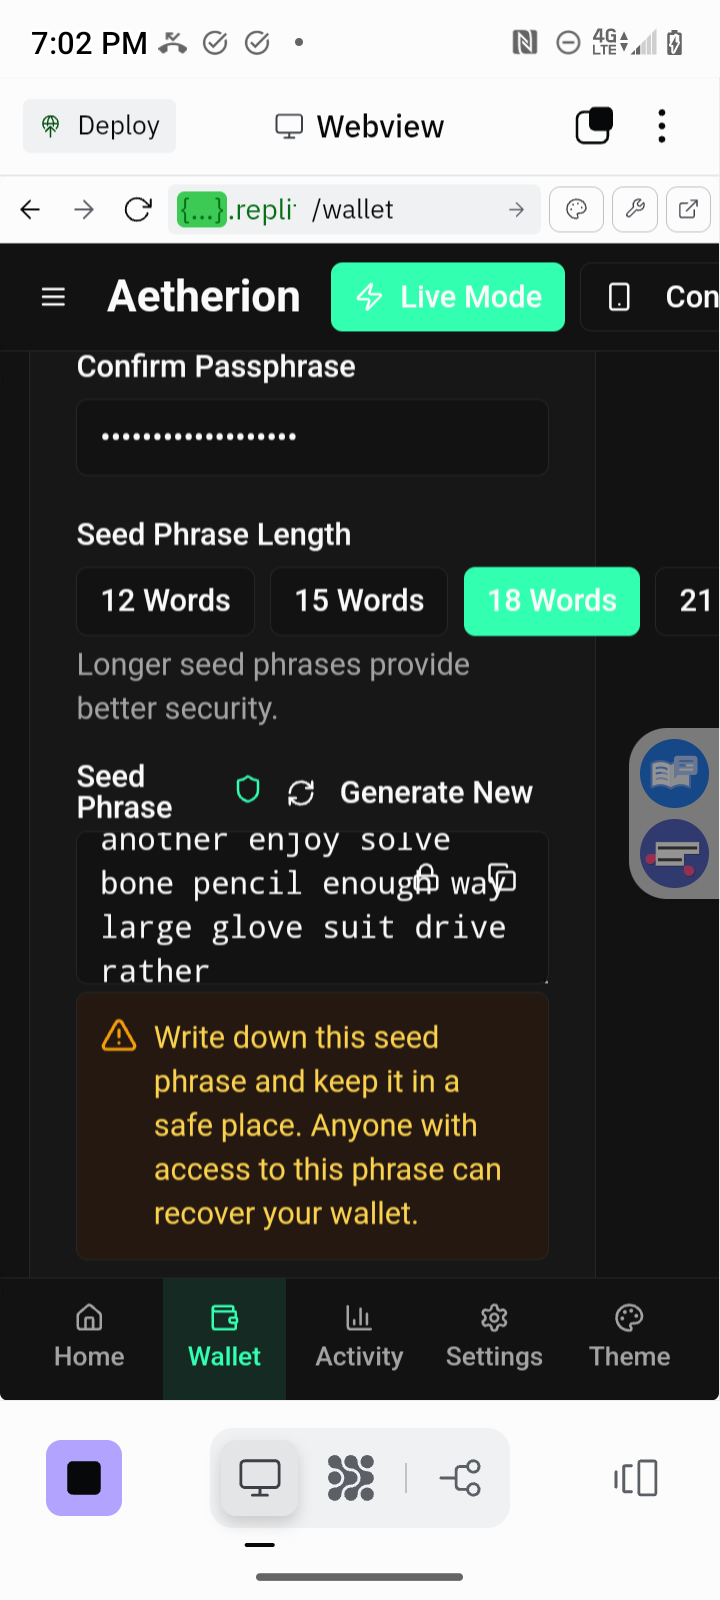 7:02 PM
4G
LTE
Deploy
Webview
{...}.repli
/wallet
Aetherion
Live Mode
Con
Confirm Passphrase
•••••••••••••••••••
Seed Phrase Length
12 Words
15 Words
18 Words
21
Longer seed phrases provide
better security.
Seed
Phrase
Generate New
another enjoy solve
bone pencil enough way
large glove suit drive
rather
Write down this seed
phrase and keep it in a
safe place. Anyone with
access to this phrase can
recover your wallet.
Home
Wallet
Activity
Settings
Theme